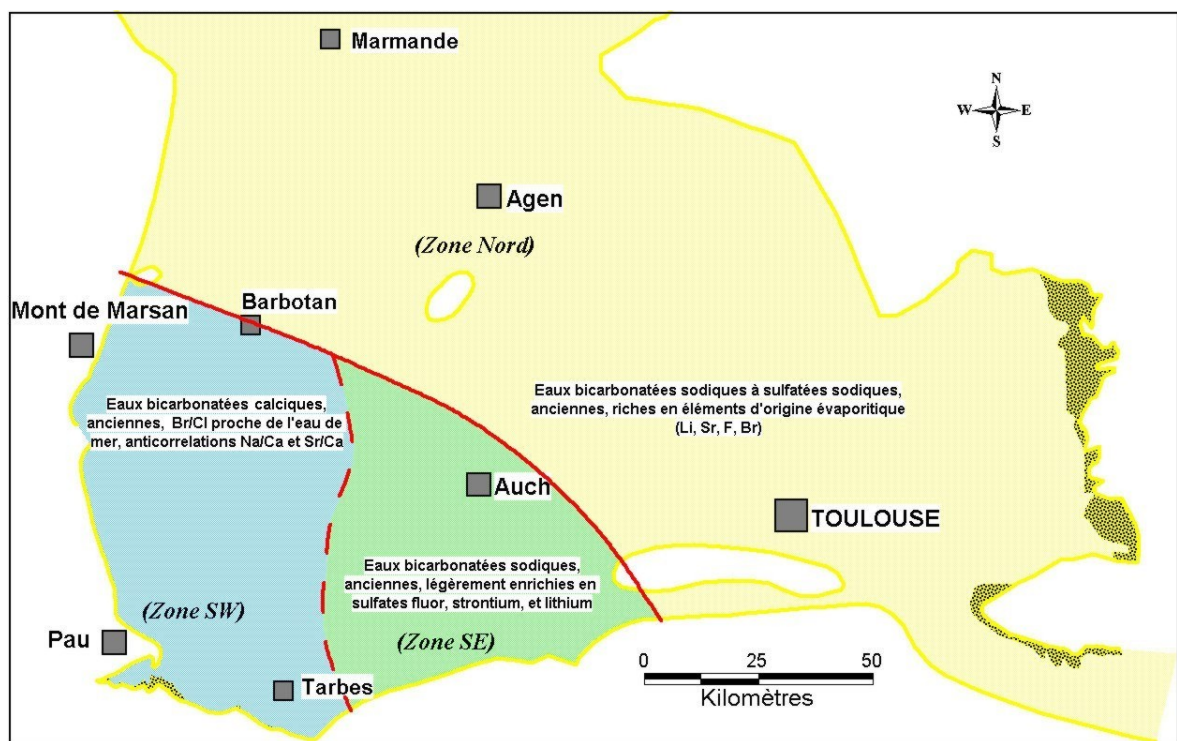 Marmande
N
W E
S
Agen
(Zone Nord)
Mont de Marsan
Barbotan
Eaux bicarbonatées calciques,
anciennes, Br/Cl proche de l'eau de
mer, anticorrelations Na/Ca et Sr/Ca
Eaux bicarbonatées sodiques à sulfatées sodiques,
anciennes, riches en éléments d'origine évaporitique
(Li, Sr, F, Br)
Auch
TOULOUSE
Eaux bicarbonatées sodiques,
anciennes, légèrement enrichies en
sulfates fluor, strontium, et lithium
(Zone SW)
(Zone SE)
Pau
Tarbes
0 25 50
Kilomètres